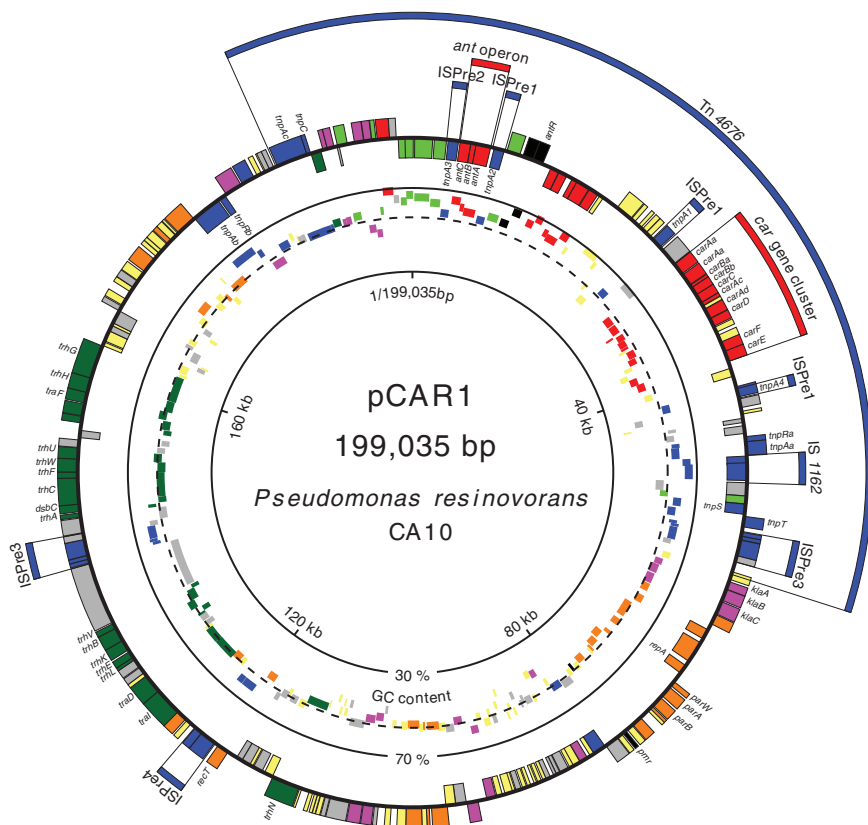 ant operon
ISPre2
ISPre1
Tn 4676
tnpAc
tnpC
antR
tnpA3
antC
antB
antA
tnpA2
ISPre1
tnpA1
car gene cluster
carAa
carAa
carBa
carBb
carC
carAc
carAd
carD
carF
carE
ISPre1
tnpA4
tnpRa
tnpAa
IS 1162
tnpS
tnpT
ISPre3
klaA
klaB
klaC
repA
parW
parA
parB
pmr
tnpAb
tnpRb
trhG
trhH
traF
trhU
trhW
trhF
trhC
dsbC
trhA
ISPre3
trhV
trhB
trhK
trhE
trhL
traD
traI
ISPre4
recT
trhN
1/199,035bp
40 kb
80 kb
120 kb
160 kb
pCAR1
199,035 bp
Pseudomonas resinovorans
CA10
30 %
GC content
70 %